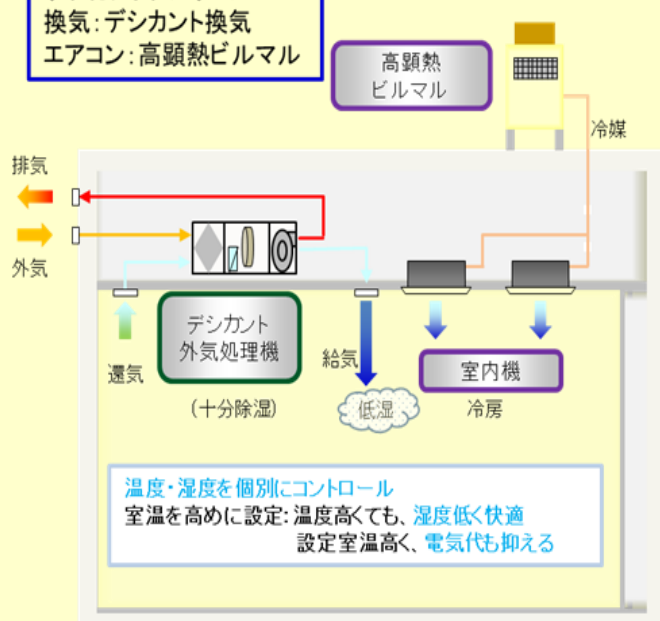 換気:デシカント換気
エアコン:高顕熱ビルマル
高顕熱
ビルマル
冷媒
排気
外気
デシカント
外気処理機
還気
給気
室内機
(十分除湿)
低湿
冷房
温度・湿度を個別にコントロール
室温を高めに設定:温度高くても、湿度低く快適
設定室温高く、電気代も抑える